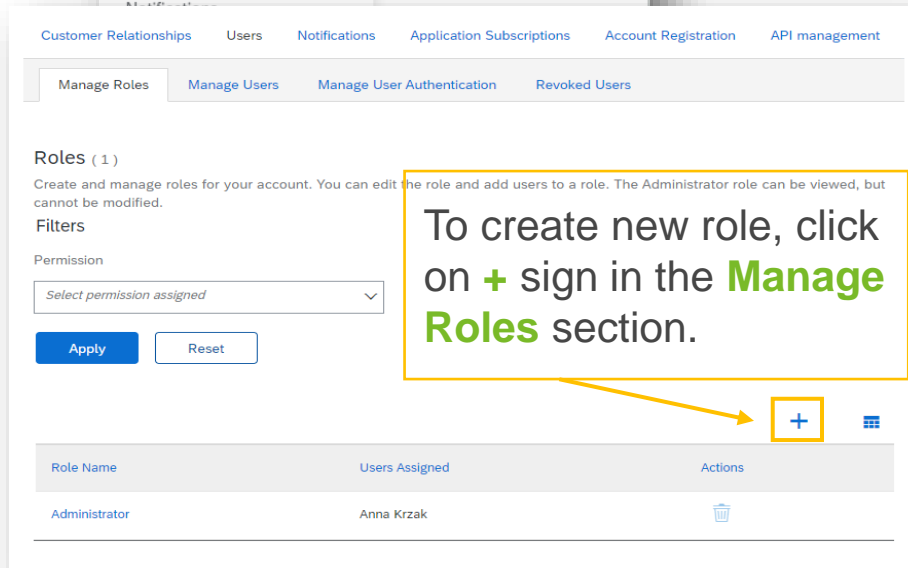 Notifications
Customer Relationships Users Notifications Application Subscriptions Account Registration API management
Manage Roles Manage Users Manage User Authentication Revoked Users
Roles ( 1 )
Create and manage roles for your account. You can edit the role and add users to a role. The Administrator role can be viewed, but
cannot be modified.
Filters
Permission
Select permission assigned
Apply Reset
To create new role, click
on + sign in the Manage
Roles section.
+
Role Name Users Assigned Actions
Administrator Anna Krzak